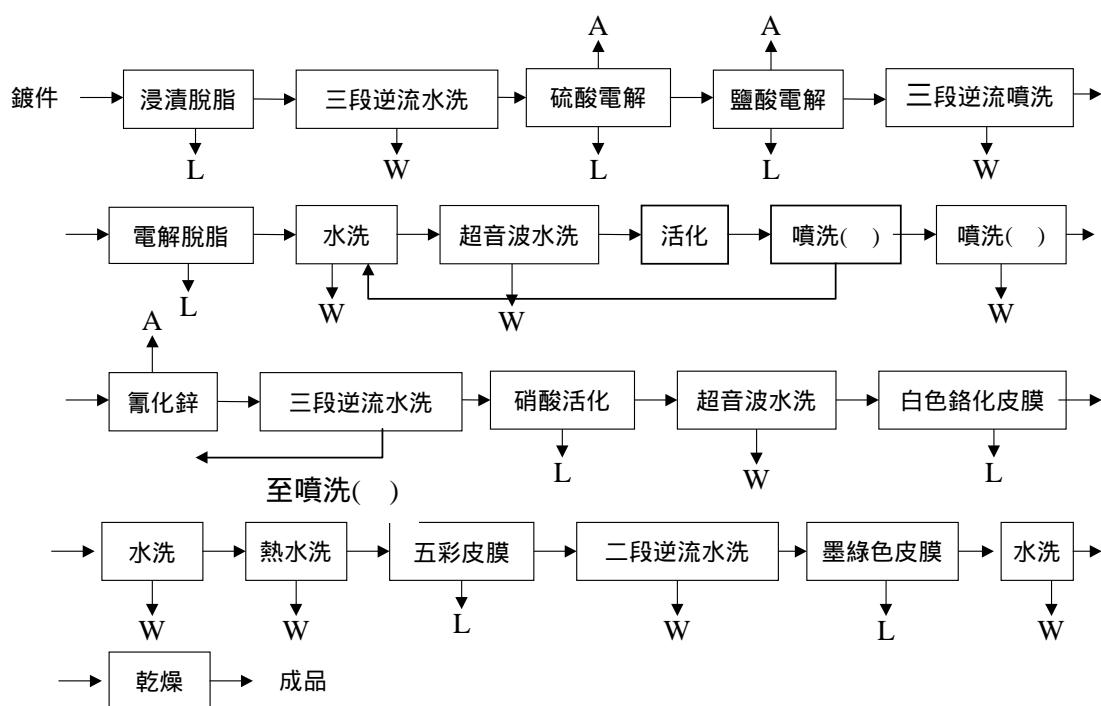 A A
鍍件 浸漬脫脂 三段逆流水洗 硫酸電解 鹽酸電解 三段逆流噴洗
L W L L W
電解脫脂 水洗 超音波水洗 活化 噴洗( ) 噴洗( )
L W W W
A
氰化鋅 三段逆流水洗 硝酸活化 超音波水洗 白色鉻化皮膜
L W L
至噴洗( )
水洗 熱水洗 五彩皮膜 二段逆流水洗 墨綠色皮膜 水洗
W W L W L W
乾燥 成品